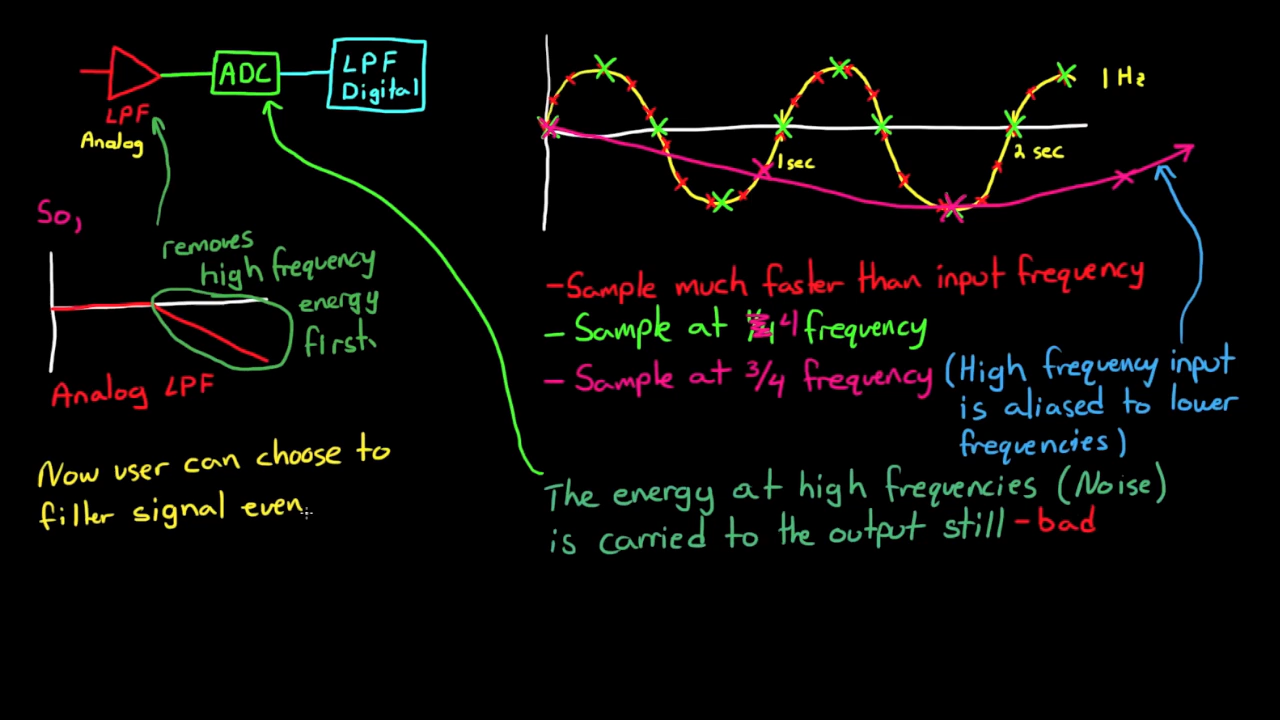 LPF
Analog
ADC
LPF
Digital
1 Hz
1 sec
2 sec
So,
removes
high frequency
energy
first.
Analog LPF
Now user can choose to
filter signal even
- Sample much faster than input frequency
- Sample at 4 frequency
- Sample at 3/4 frequency (High frequency input
is aliased to lower
frequencies)
The energy at high frequencies (Noise)
is carried to the output still - bad